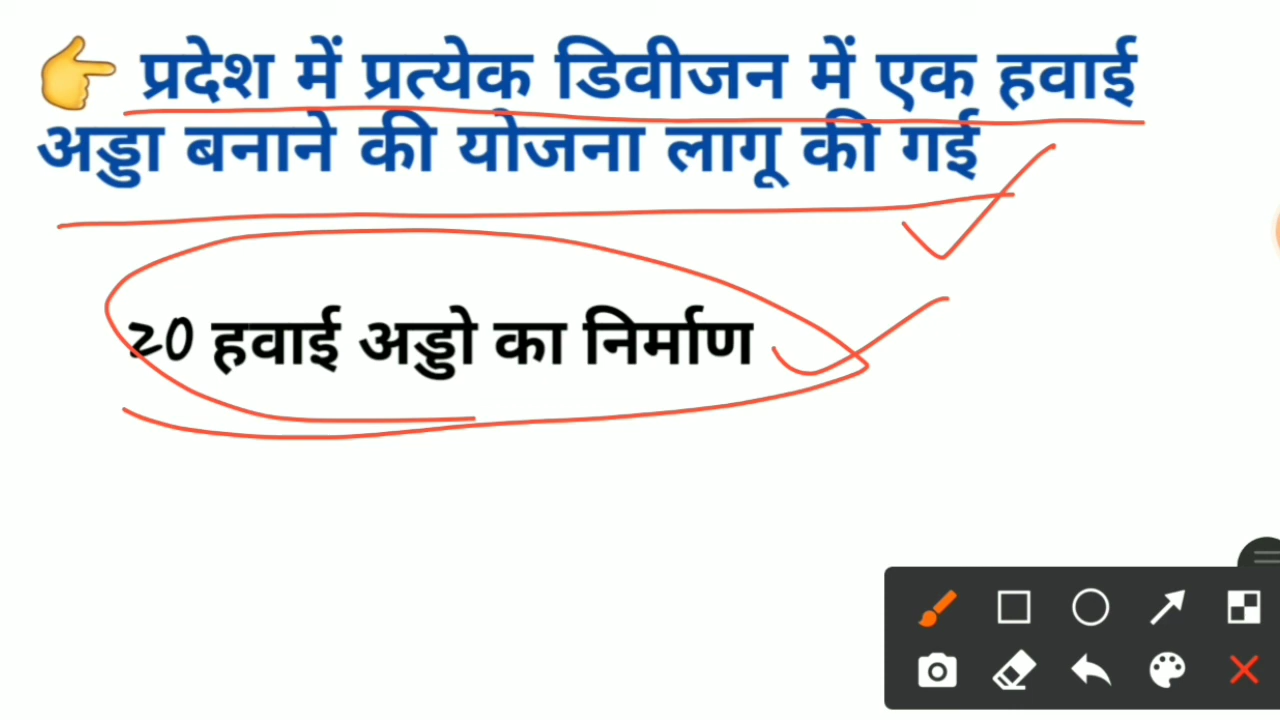 👉 प्रदेश में प्रत्येक डिवीजन में एक हवाई
अड्डा बनाने की योजना लागू की गई
20 हवाई अड्डो का निर्माण